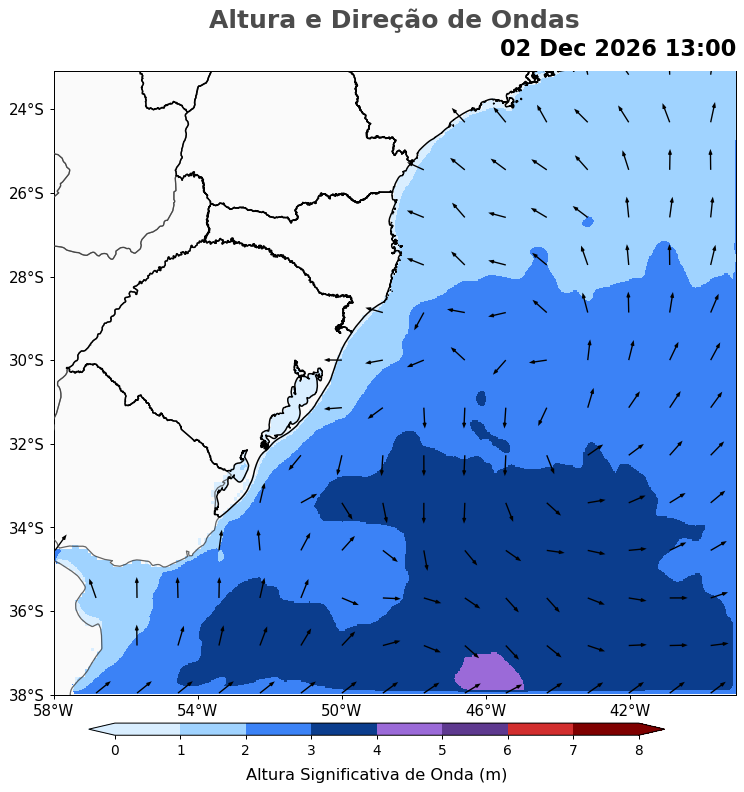 Altura e Direção de Ondas
02 Dec 2026 13:00
24°S
26°S
28°S
30°S
32°S
34°S
36°S
38°S
58°W 54°W 50°W 46°W 42°W
0 1 2 3 4 5 6 7 8
Altura Significativa de Onda (m)